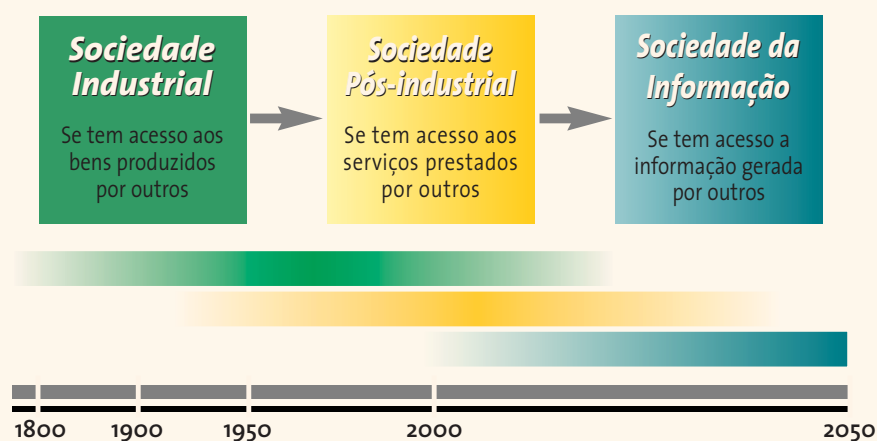 Sociedade
Industrial
Se tem acesso aos
bens produzidos
por outros
Sociedade
Pós-industrial
Se tem acesso aos
serviços prestados
por outros
Sociedade da
Informação
Se tem acesso a
informação gerada
por outros
1800 1900 1950 2000 2050